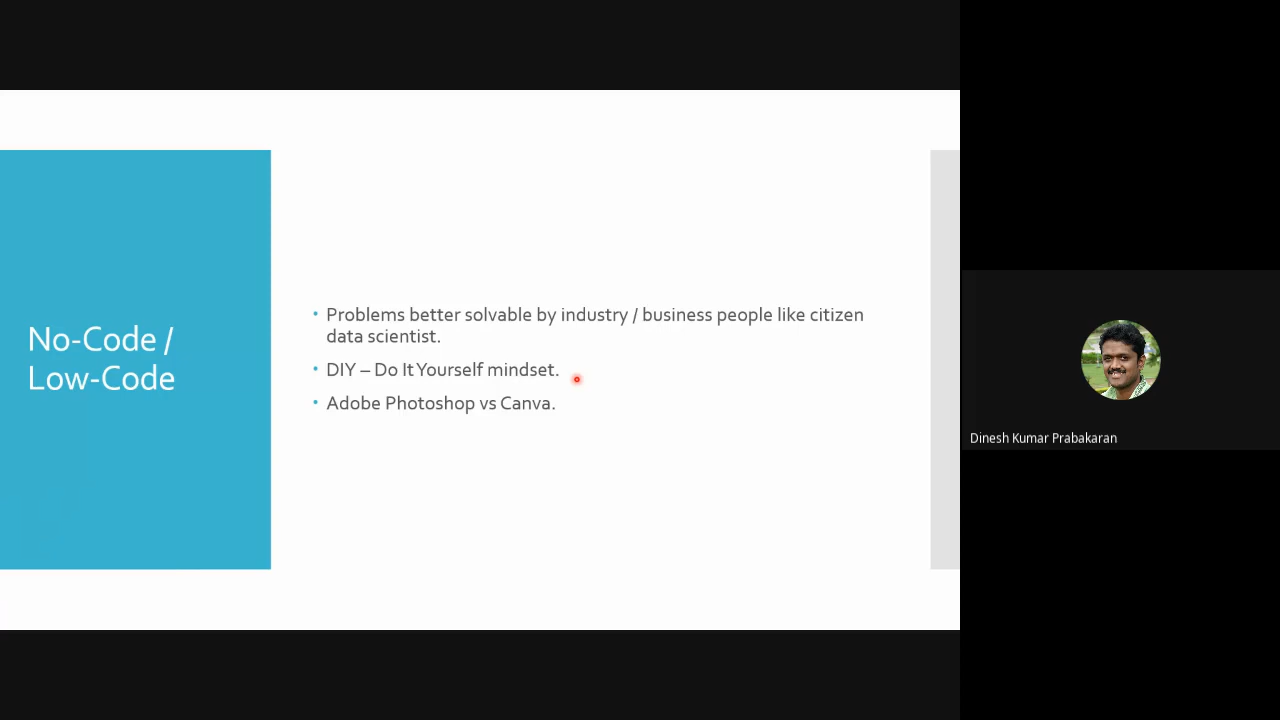 No-Code /
Low-Code
• Problems better solvable by industry / business people like citizen
data scientist.
• DIY – Do It Yourself mindset.
• Adobe Photoshop vs Canva.
Dinesh Kumar Prabakaran